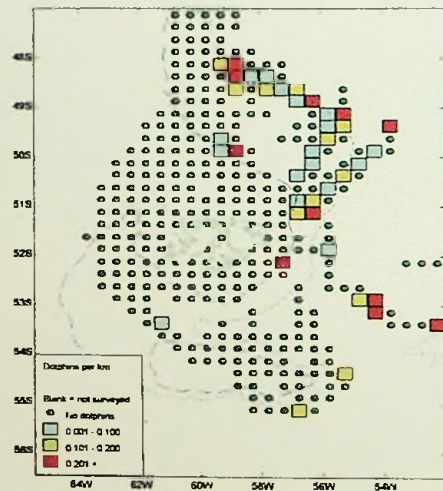 48S
49S
50S
51S
52S
53S
54S
55S
56S
Dolphins per km
Blank = not surveyed
No dolphins
0.001 - 0.100
0.101 - 0.200
0.201 +
64W 62W 60W 58W 56W 54W